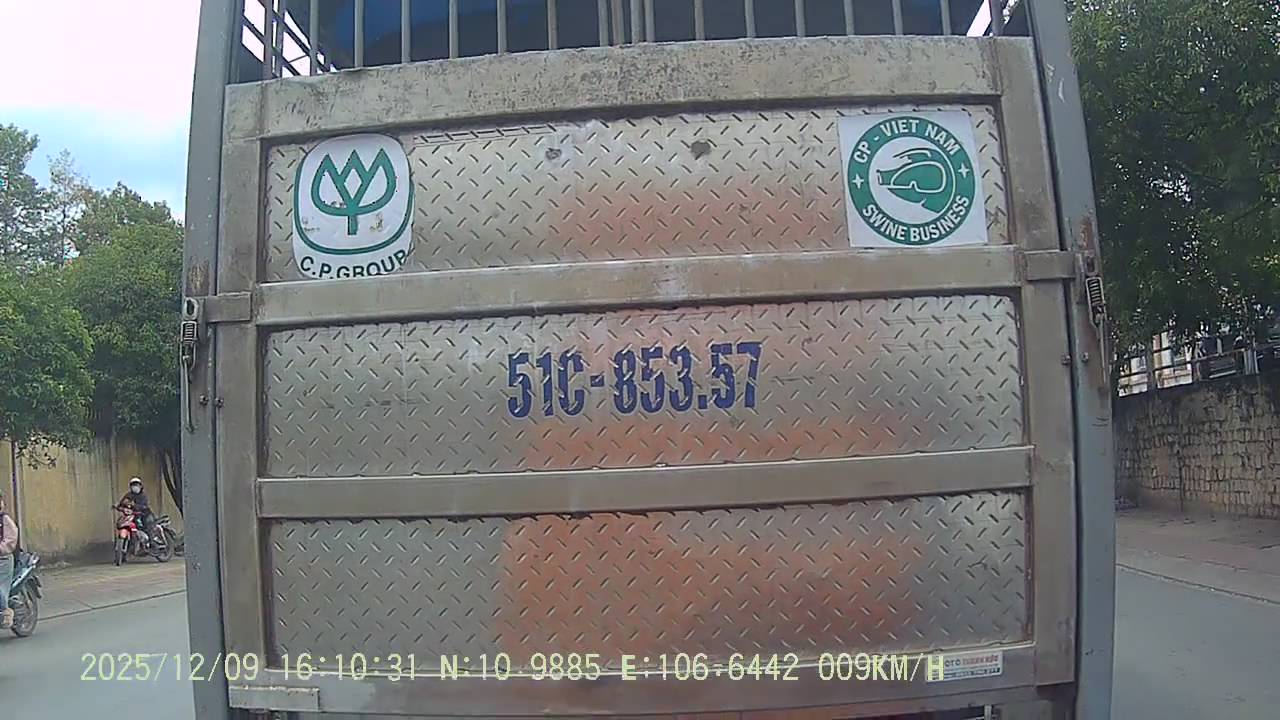 C.P.GROUP
CP - VIET NAM
SWINE BUSINESS
51C-853.57
2025/12/09 16:10:31 N:10.9885 E:106.6442 009KM/H